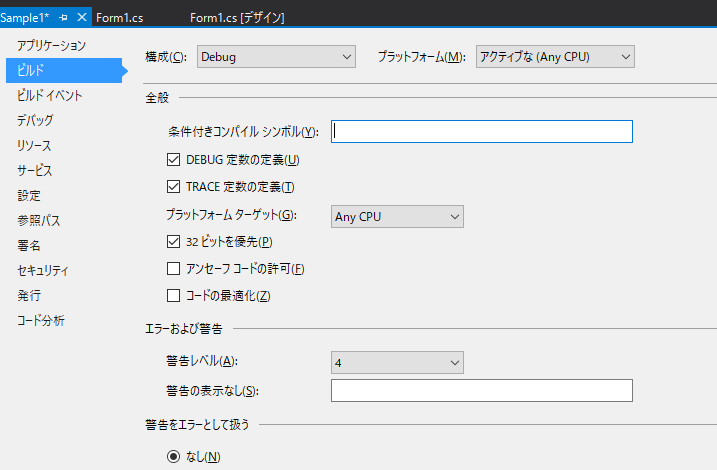 Sample1* Form1.cs Form1.cs [デザイン]
アプリケーション
ビルド
ビルド イベント
デバッグ
リソース
サービス
設定
参照パス
署名
セキュリティ
発行
コード分析
構成(C): Debug プラットフォーム(M): アクティブな (Any CPU)
全般
条件付きコンパイル シンボル(Y):
DEBUG 定数の定義(U)
TRACE 定数の定義(T)
プラットフォーム ターゲット(G): Any CPU
32 ビットを優先(P)
アンセーフ コードの許可(F)
コードの最適化(Z)
エラーおよび警告
警告レベル(A): 4
警告の表示なし(S):
警告をエラーとして扱う
なし(N)